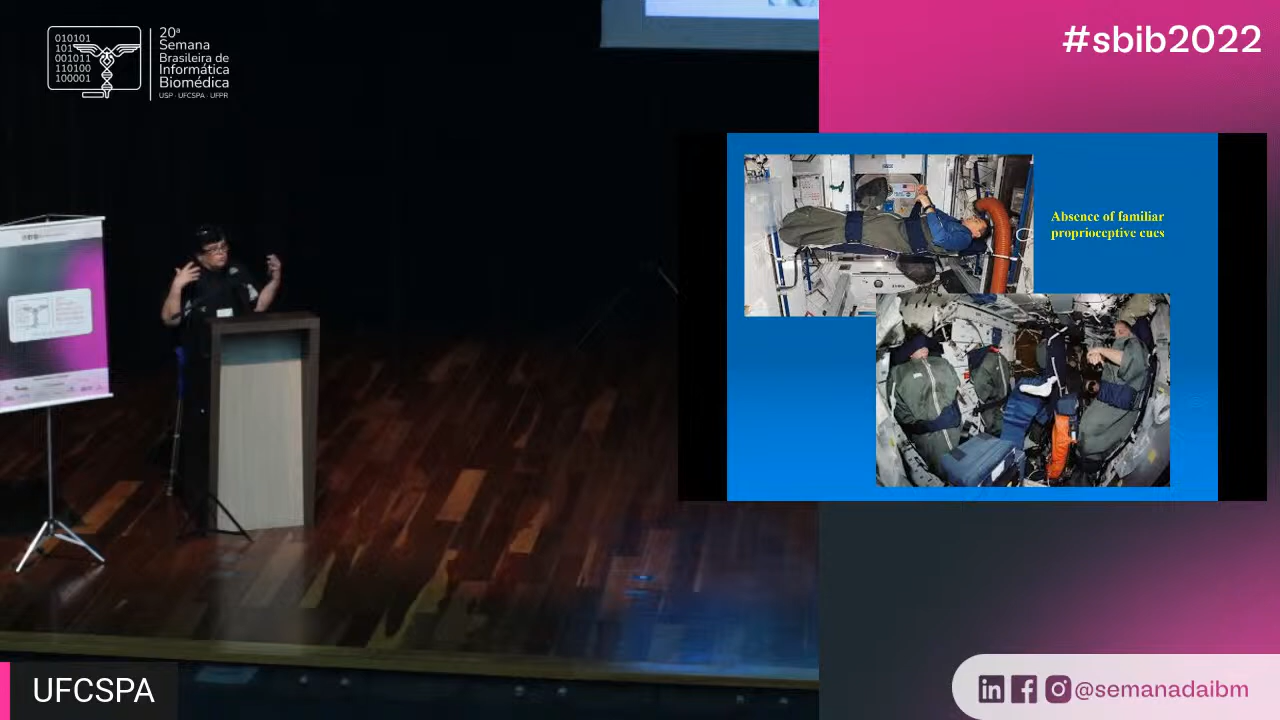 010101
101
001011
110100
100001
20ª
Semana
Brasileira de
Informática
Biomédica
USP · UFCSPA · UFPR
#sbib2022
Absence of familiar
proprioceptive cues
UFCSPA
@semanadaibm